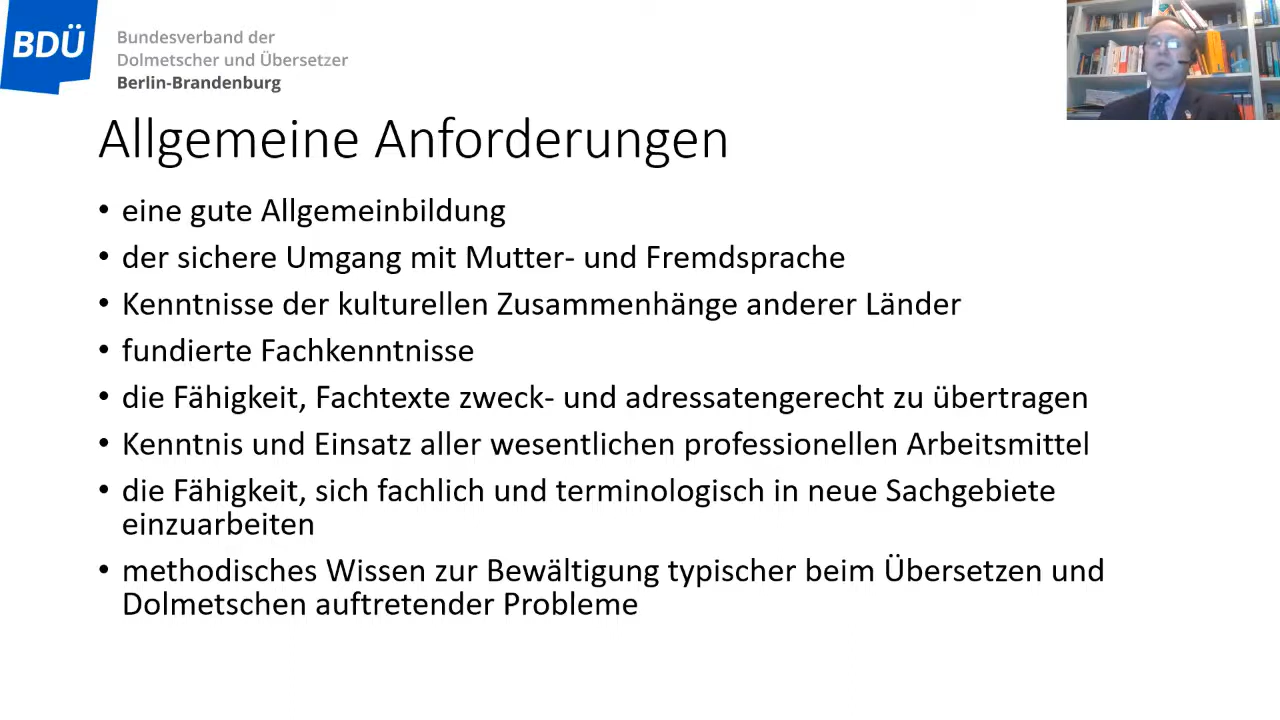 BDÜ
Bundesverband der
Dolmetscher und Übersetzer
Berlin-Brandenburg
Allgemeine Anforderungen
• eine gute Allgemeinbildung
• der sichere Umgang mit Mutter- und Fremdsprache
• Kenntnisse der kulturellen Zusammenhänge anderer Länder
• fundierte Fachkenntnisse
• die Fähigkeit, Fachtexte zweck- und adressatengerecht zu übertragen
• Kenntnis und Einsatz aller wesentlichen professionellen Arbeitsmittel
• die Fähigkeit, sich fachlich und terminologisch in neue Sachgebiete
einzuarbeiten
• methodisches Wissen zur Bewältigung typischer beim Übersetzen und
Dolmetschen auftretender Probleme